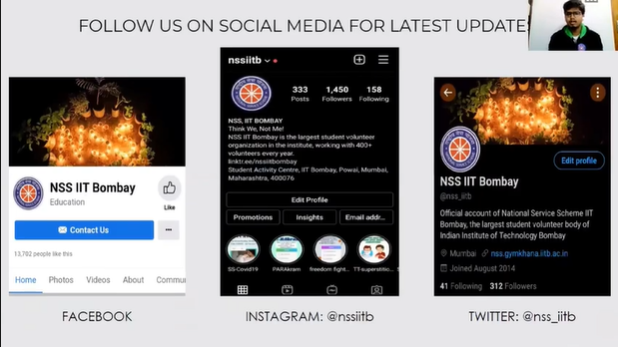 FOLLOW US ON SOCIAL MEDIA FOR LATEST UPDATE
NSS IIT Bombay
Education
Like
Contact Us
13,702 people like this
Home Photos Videos About Commu
FACEBOOK
nssiitb
333 1,450 158
Posts Followers Following
NSS, IIT BOMBAY
Think We, Not Me!
NSS IIT Bombay is the largest student volunteer
organization in the institute, working with 400+
volunteers every year.
linktr.ee/nssiitbombay
Student Activity Centre, IIT Bombay, Powai, Mumbai,
Maharashtra, 400076
Edit Profile
Promotions Insights Email addr...
SS-Covid19 PARAkram freedom fight... TT-superstitio...
INSTAGRAM: @nssiitb
Edit profile
NSS IIT Bombay
@nss_iitb
Official account of National Service Scheme IIT
Bombay, the largest student volunteer body of
Indian Institute of Technology Bombay
Mumbai nss.gymkhana.iitb.ac.in
Joined August 2014
41 Following 312 Followers
TWITTER: @nss_iitb